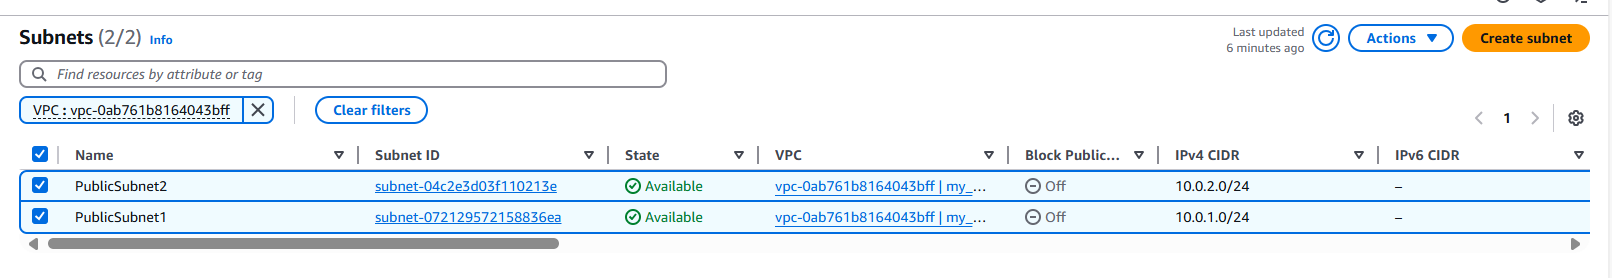 Subnets (2/2) Info
Last updated
6 minutes ago
Actions
Create subnet
Find resources by attribute or tag
VPC : vpc-0ab761b8164043bff
Clear filters
1
Name Subnet ID State VPC Block Public... IPv4 CIDR IPv6 CIDR
PublicSubnet2 subnet-04c2e3d03f110213e Available vpc-0ab761b8164043bff | my_... Off 10.0.2.0/24 –
PublicSubnet1 subnet-072129572158836ea Available vpc-0ab761b8164043bff | my_... Off 10.0.1.0/24 –